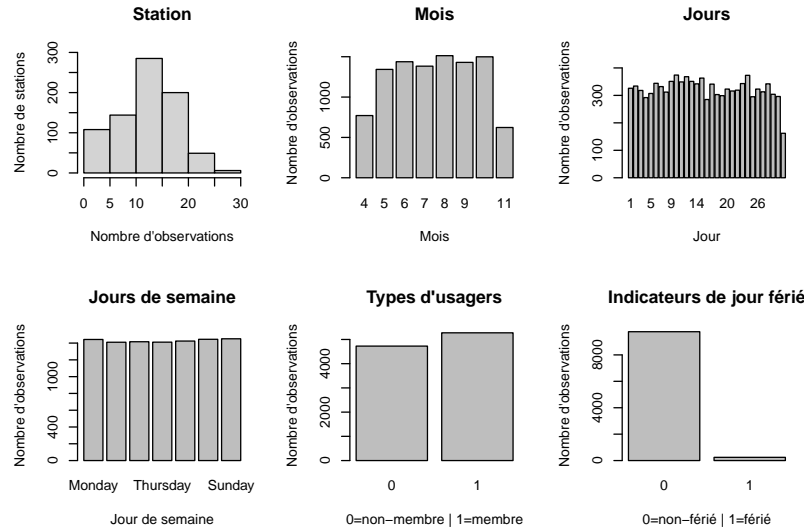 Station
Nombre de stations
0 100 200 300
0 5 10 20 30
Nombre d'observations
Mois
Nombre d'observations
0 500 1000
4 5 6 7 8 9 11
Mois
Jours
Nombre d'observations
0 100 300
1 5 9 14 20 26
Jour
Jours de semaine
Nombre d'observations
0 400 1000
Monday Thursday Sunday
Jour de semaine
Types d'usagers
Nombre d'observations
0 2000 4000
0 1
0=non−membre | 1=membre
Indicateurs de jour férié
Nombre d'observations
0 4000 8000
0 1
0=non−férié | 1=férié